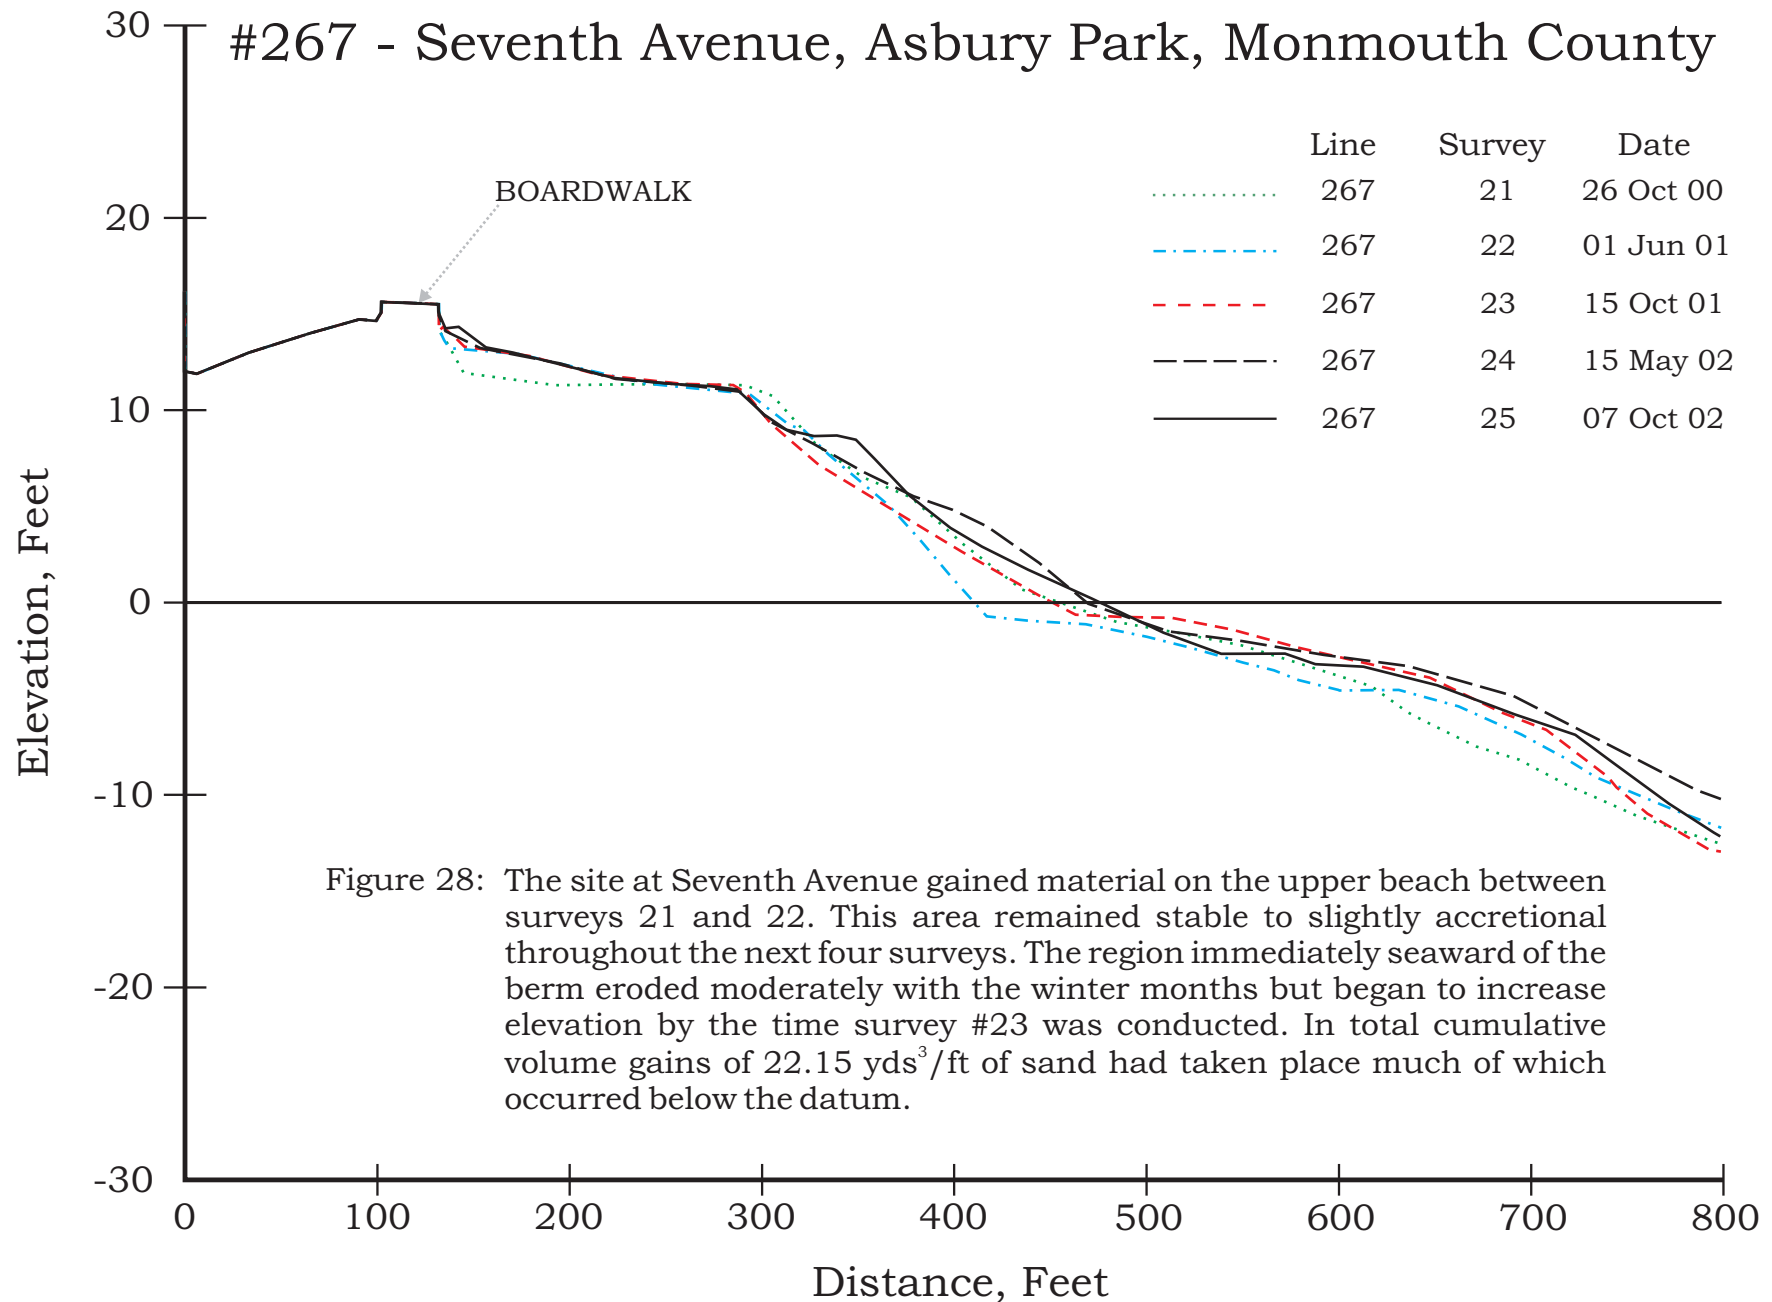 #267 - Seventh Avenue, Asbury Park, Monmouth County
Line Survey Date
267 21 26 Oct 00
267 22 01 Jun 01
267 23 15 Oct 01
267 24 15 May 02
267 25 07 Oct 02
BOARDWALK
30
20
10
0
-10
-20
-30
Elevation, Feet
Figure 28: The site at Seventh Avenue gained material on the upper beach between
surveys 21 and 22. This area remained stable to slightly accretional
throughout the next four surveys. The region immediately seaward of the
berm eroded moderately with the winter months but began to increase
elevation by the time survey #23 was conducted. In total cumulative
volume gains of 22.15 yds³/ft of sand had taken place much of which
occurred below the datum.
0 100 200 300 400 500 600 700 800
Distance, Feet